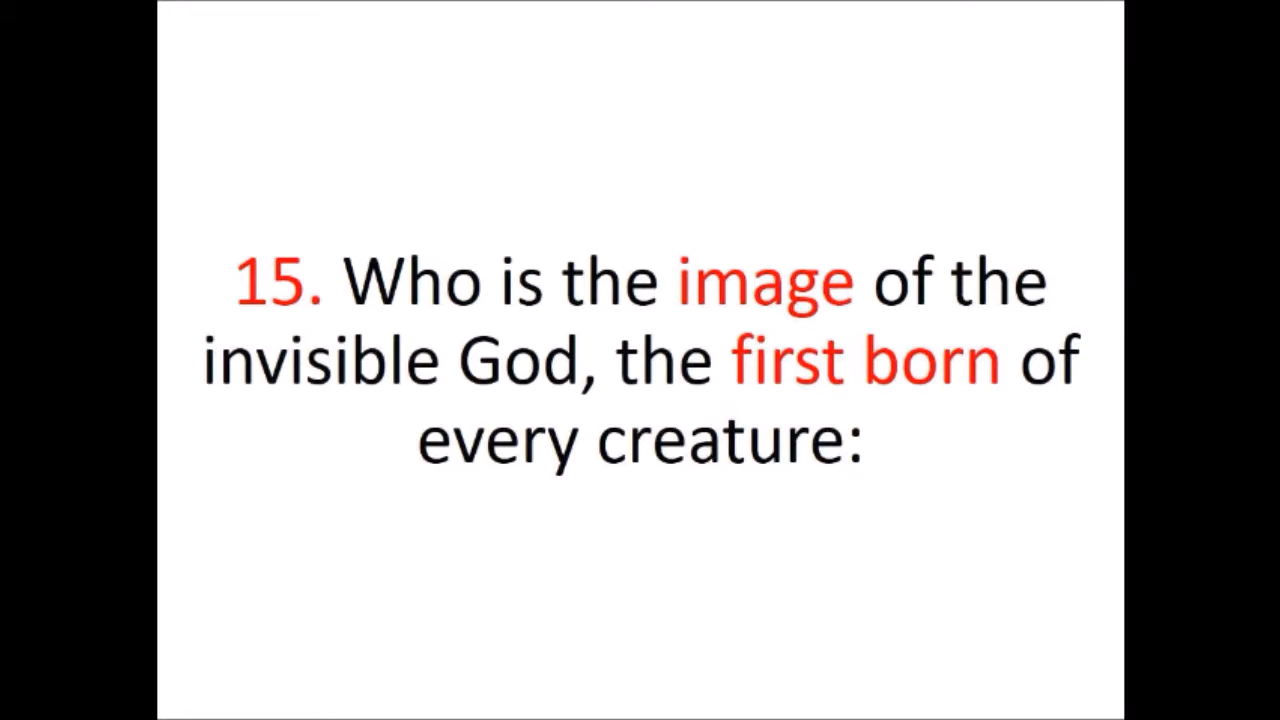 15. Who is the image of the
invisible God, the first born of
every creature: